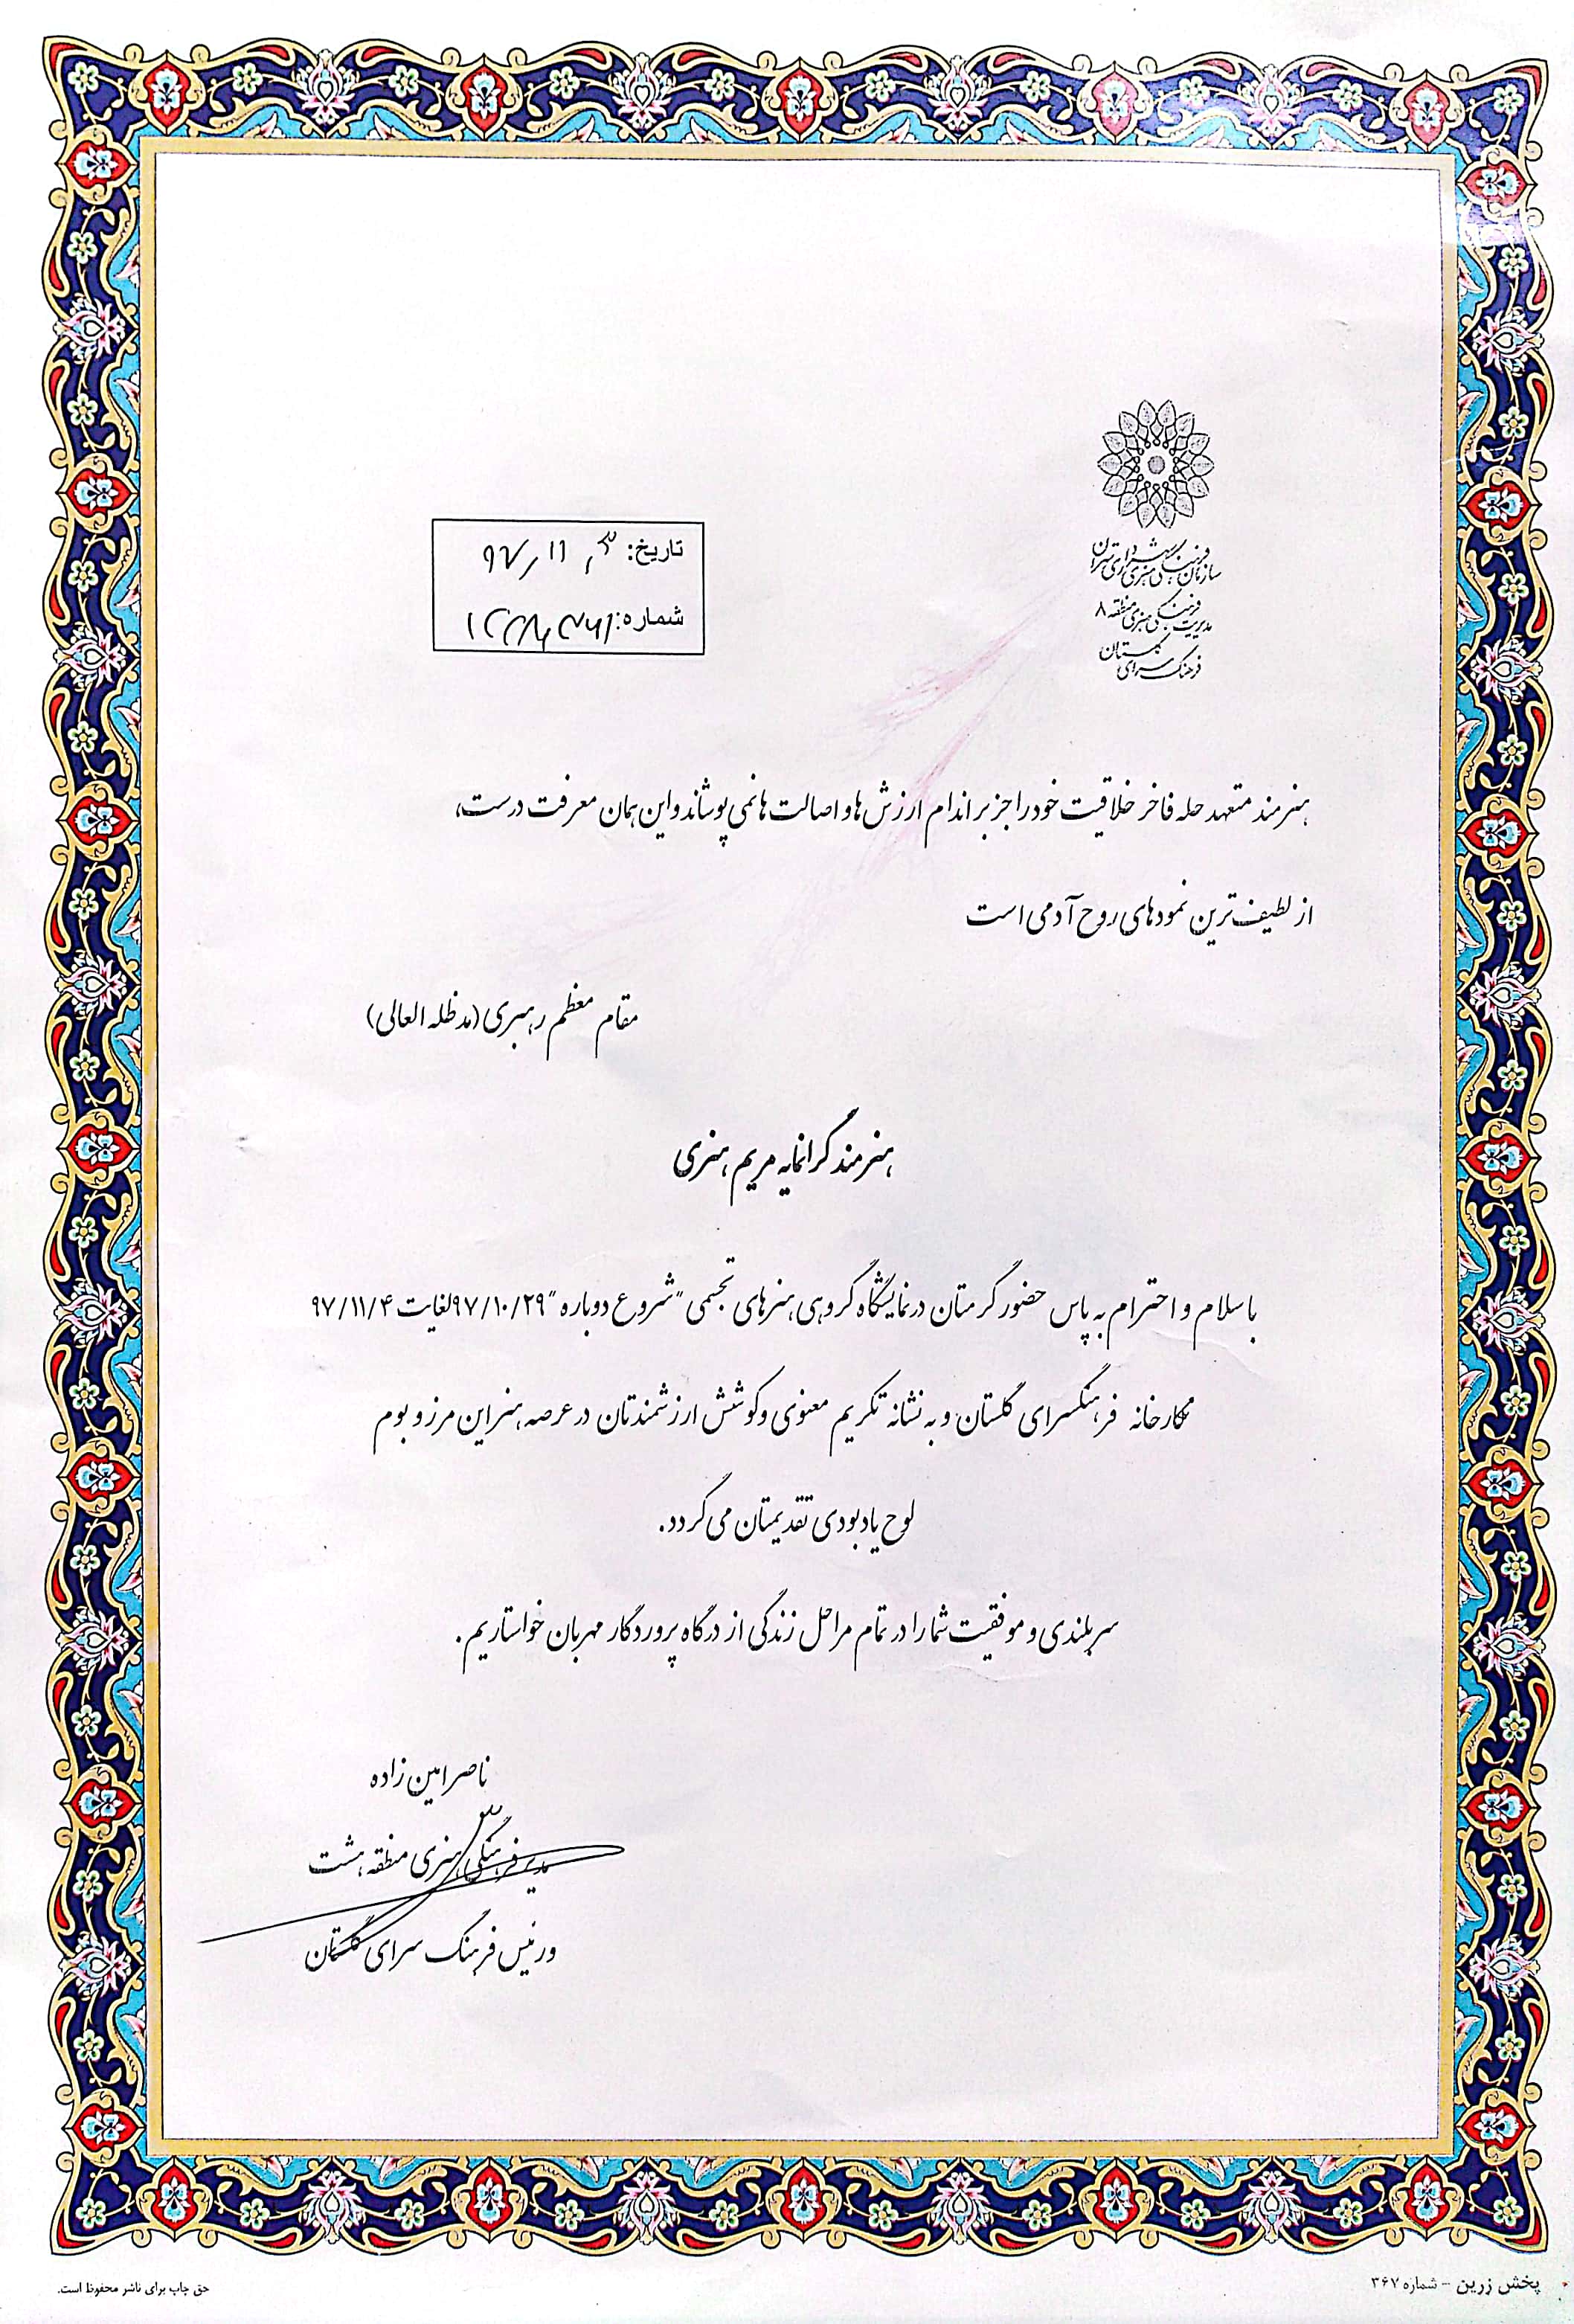 سازمان فرهنگی هنری شهرداری تهران
مدیریت فرهنگی هنری منطقه ۸
فرهنگ سرای گلستان
تاریخ: ۹۷/۱۱/۳
شماره:
هنرمند متعهد حله فاخر خلاقیت خود را جز بر اندام ارزش ها و اصالت ها نمی پوشاند و این همان معرفت درست،
از لطیف ترین نمودهای روح آدمی است
مقام معظم رهبری (مدظله العالی)
هنرمند گرانمایه مریم هنری
با سلام و احترام به پاس حضور گرمتان در نمایشگاه گروهی هنرهای تجسمی "شروع دوباره" ۹۷/۱۰/۲۹ لغایت ۹۷/۱۱/۴
نگارخانه فرهنگسرای گلستان و به نشانه تکریم معنوی و کوشش ارزشمندتان در عرصه هنر این مرز و بوم
لوح یادبودی تقدیمتان می گردد.
سربلندی و موفقیت شما را در تمام مراحل زندگی از درگاه پروردگار مهربان خواستاریم.
ناصر امین زاده
مدیر فرهنگی هنری منطقه هشت
و رئیس فرهنگ سرای گلستان
پخش زرین - شماره ۳۶۷
حق چاپ برای ناشر محفوظ است.